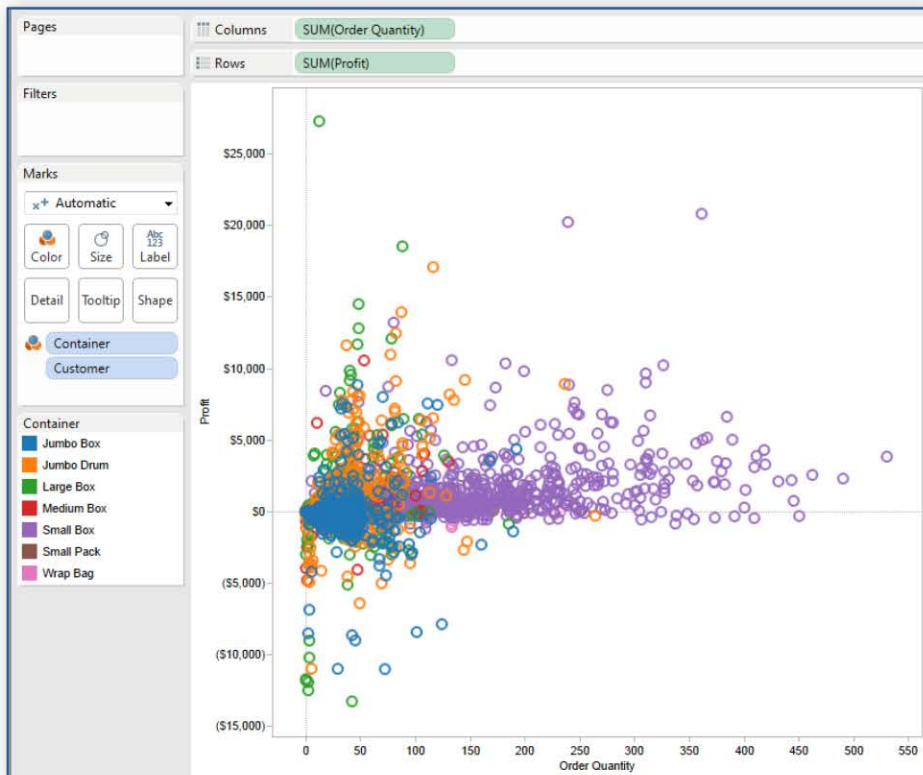 Pages
Columns SUM(Order Quantity)
Rows SUM(Profit)
Filters
Marks
Automatic
Color Size Abc 123 Label
Detail Tooltip Shape
Container
Customer
Container
Jumbo Box
Jumbo Drum
Large Box
Medium Box
Small Box
Small Pack
Wrap Bag
Profit
$25,000
$20,000
$15,000
$10,000
$5,000
$0
($5,000)
($10,000)
($15,000)
0 50 100 150 200 250 300 350 400 450 500 550
Order Quantity